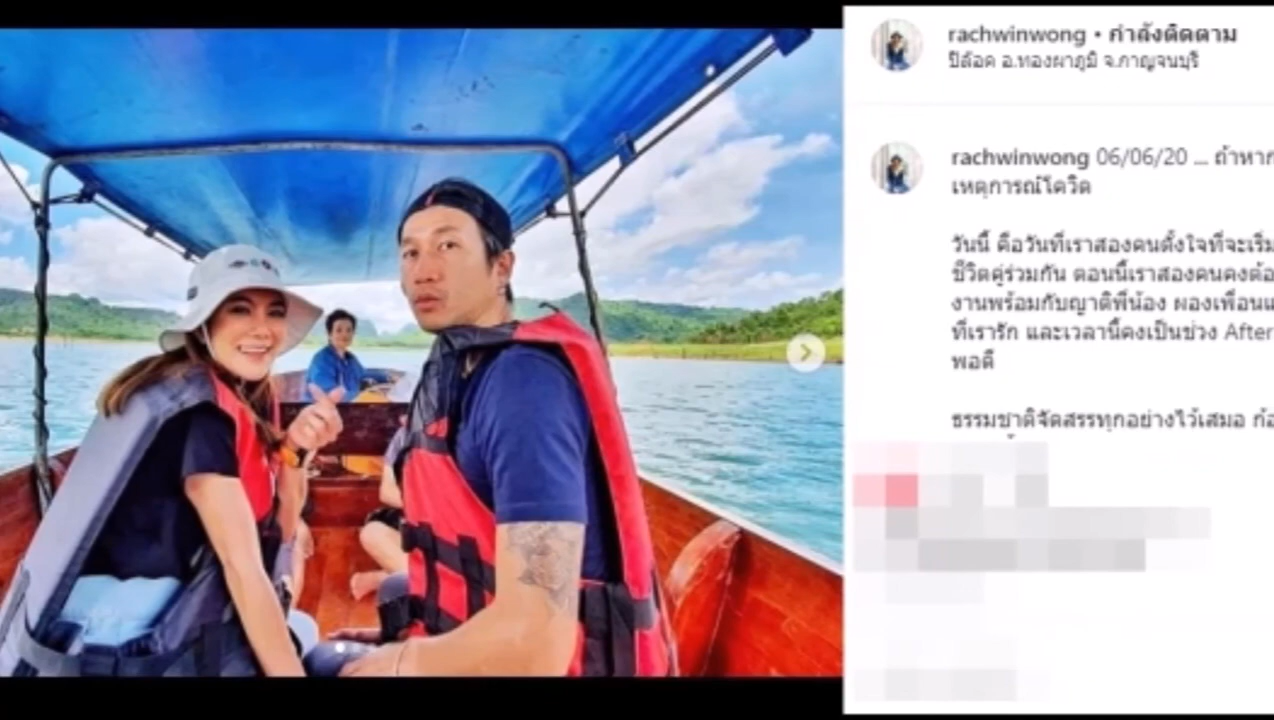 rachwinwong • กำลังติดตาม
ปิล๊อค อ.ทองผาภูมิ จ.กาญจนบุรี
rachwinwong 06/06/20 ... ถ้าหาก
เหตุการณ์โควิด
วันนี้ คือวันที่เราสองคนตั้งใจที่จะเริ่ม
ชีวิตคู่ร่วมกัน ตอนนี้เราสองคนคงต้อ
งานพร้อมกับญาติพี่น้อง ผองเพื่อนแ
ที่เรารัก และเวลานี้คงเป็นช่วง After
พอดี
ธรรมชาติจัดสรรทุกอย่างไว้เสมอ ก่อ